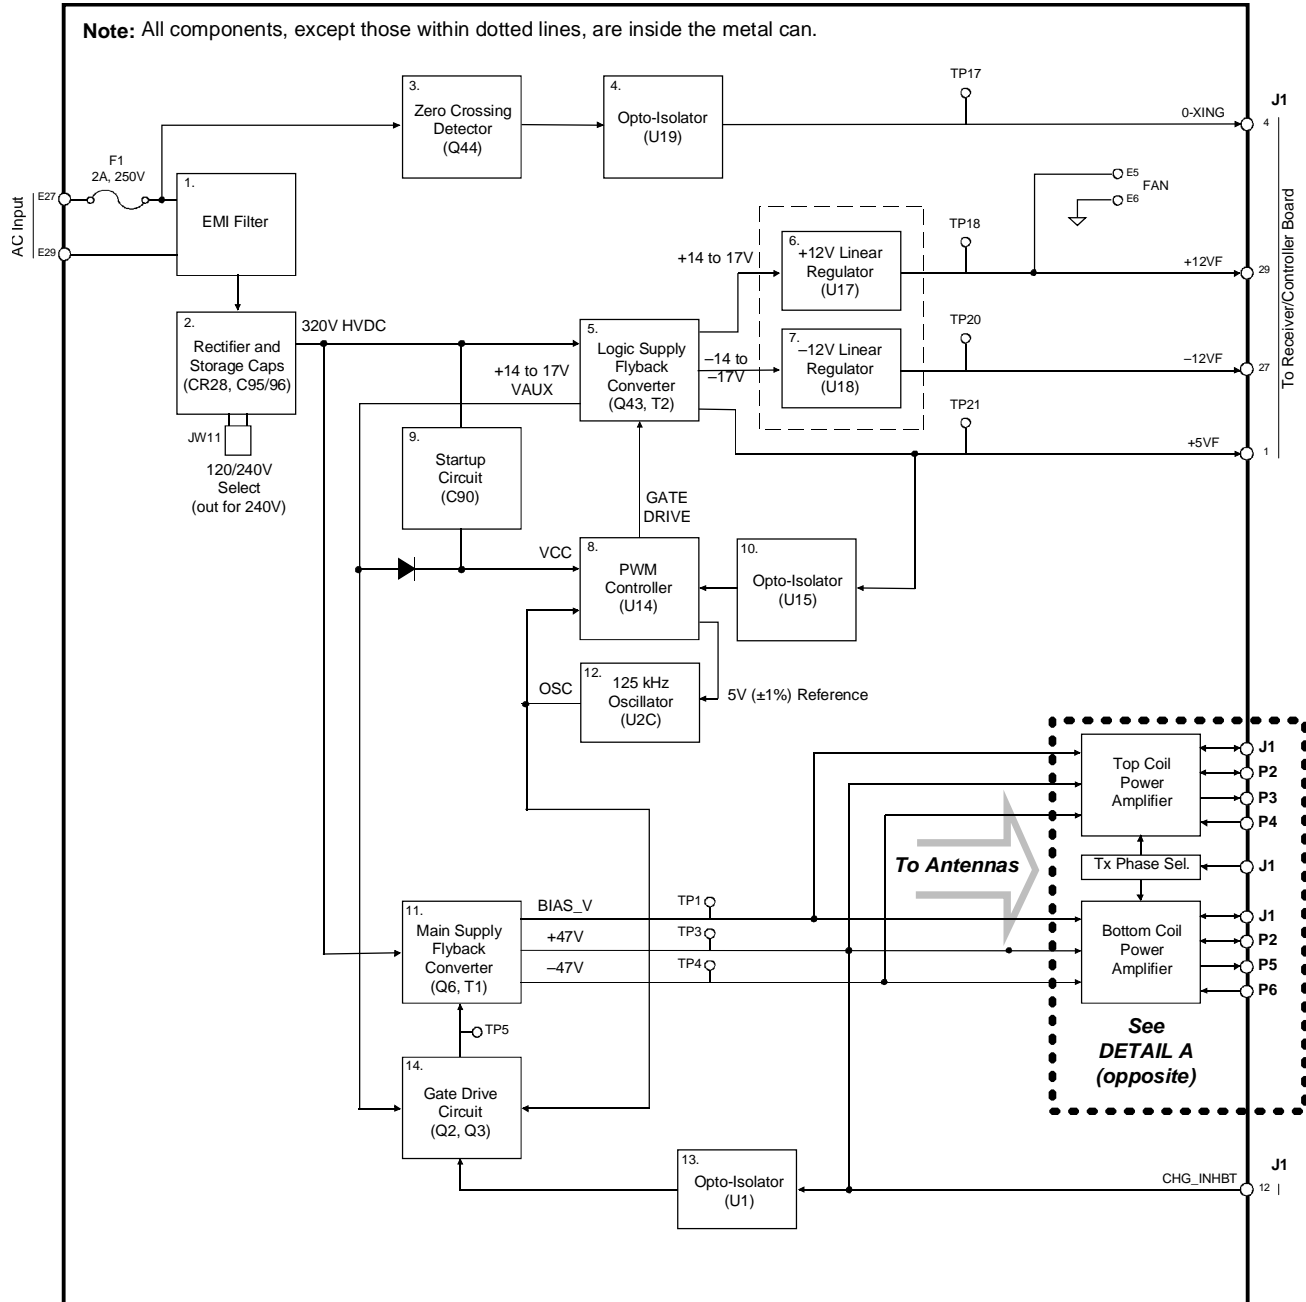 Note: All components, except those within dotted lines, are inside the metal can.
3.
Zero Crossing
Detector
(Q44)
4.
Opto-Isolator
(U19)
TP17
0-XING
J1
4
F1
2A, 250V
AC Input
E27
E29
1.
EMI Filter
E5
FAN
E6
To Receiver/Controller Board
+14 to 17V
6.
+12V Linear
Regulator
(U17)
TP18
+12VF
29
2.
Rectifier and
Storage Caps
(CR28, C95/96)
320V HVDC
+14 to 17V
VAUX
5.
Logic Supply
Flyback
Converter
(Q43, T2)
–14 to
–17V
7.
–12V Linear
Regulator
(U18)
TP20
–12VF
27
TP21
+5VF
1
JW11
120/240V
Select
(out for 240V)
9.
Startup
Circuit
(C90)
GATE
DRIVE
VCC
8.
PWM
Controller
(U14)
10.
Opto-Isolator
(U15)
OSC
12.
125 kHz
Oscillator
(U2C)
5V (±1%) Reference
Top Coil
Power
Amplifier
J1
P2
P3
P4
To Antennas
Tx Phase Sel.
J1
11.
Main Supply
Flyback
Converter
(Q6, T1)
BIAS_V
+47V
–47V
TP1
TP3
TP4
Bottom Coil
Power
Amplifier
J1
P2
P5
P6
TP5
See
DETAIL A
(opposite)
14.
Gate Drive
Circuit
(Q2, Q3)
13.
Opto-Isolator
(U1)
CHG_INHBT
J1
12